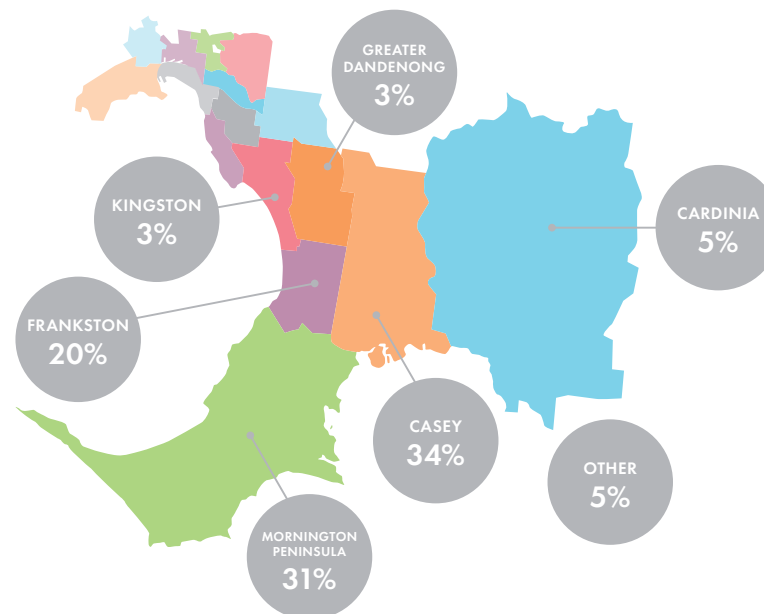 GREATER
DANDENONG
3%
KINGSTON
3%
CARDINIA
5%
FRANKSTON
20%
CASEY
34%
OTHER
5%
MORNINGTON
PENINSULA
31%